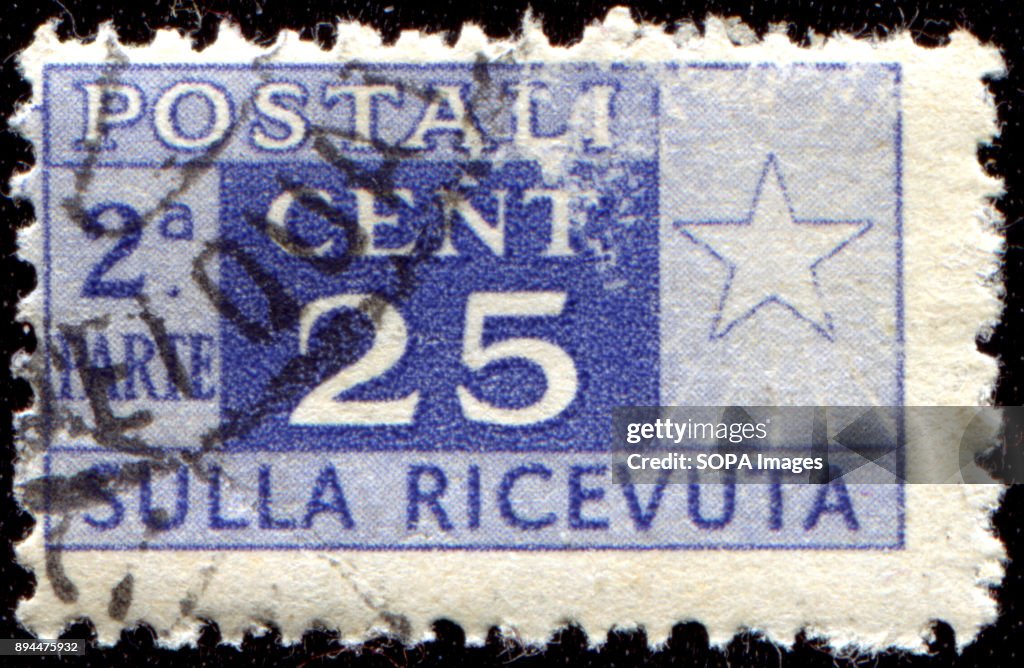 POSTALI
2ª
CENT
25
PARTE
SULLA RICEVUTA
gettyimages®
Credit: SOPA Images
894475932